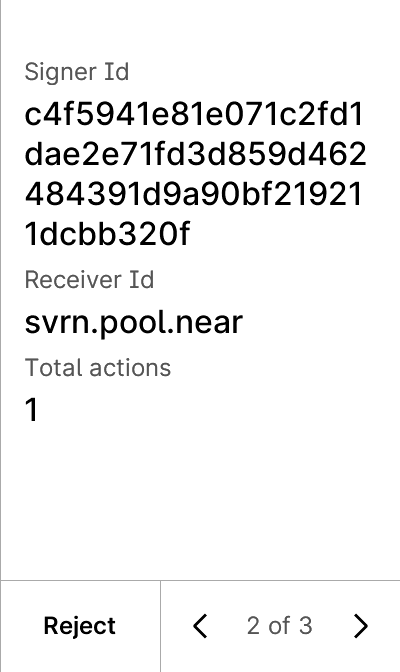 Signer Id
c4f5941e81e071c2fd1
dae2e71fd3d859d462
484391d9a90bf21921
1dcbb320f
Receiver Id
svrn.pool.near
Total actions
1
Reject
2 of 3